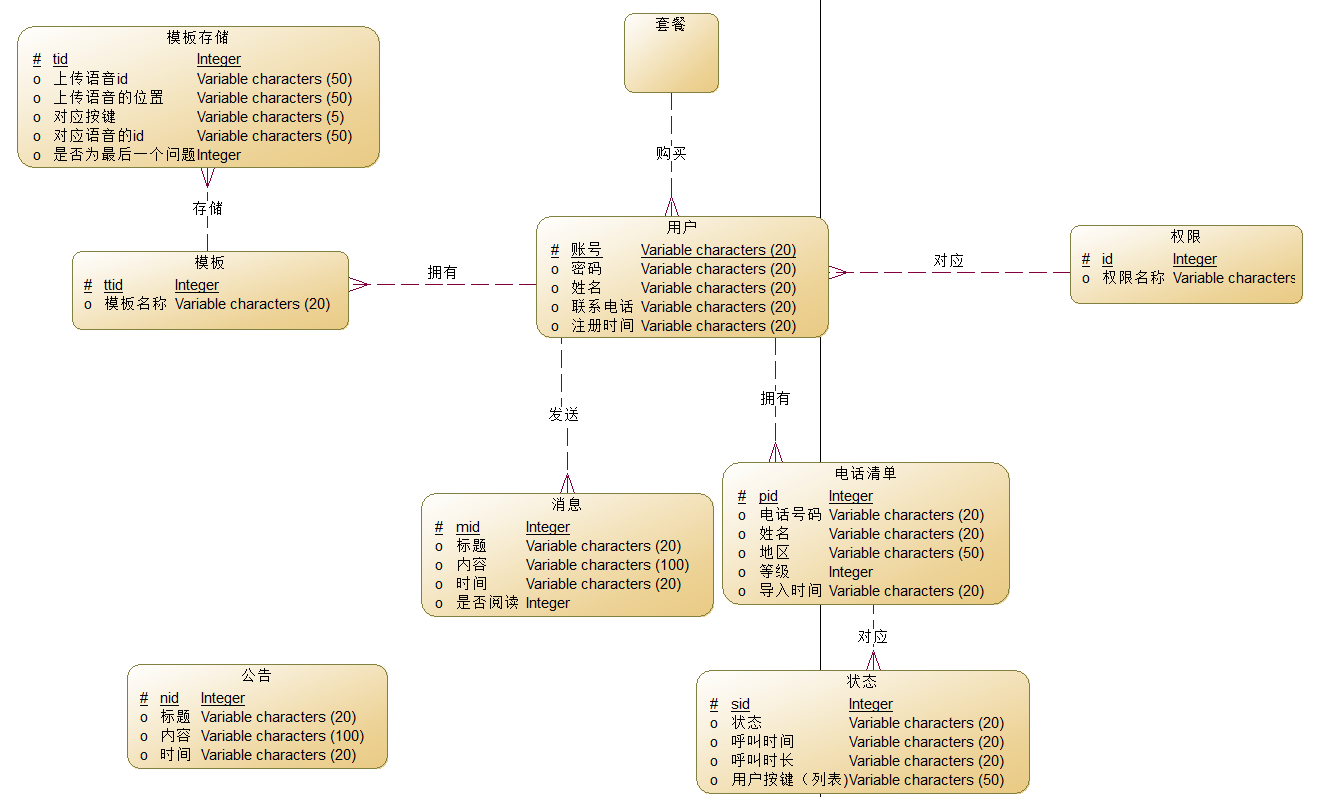 模板存储
# tid Integer
o 上传语音id Variable characters (50)
o 上传语音的位置 Variable characters (50)
o 对应按键 Variable characters (5)
o 对应语音的id Variable characters (50)
o 是否为最后一个问题 Integer
套餐
购买
存储
模板
# ttid Integer
o 模板名称 Variable characters (20)
拥有
用户
# 账号 Variable characters (20)
o 密码 Variable characters (20)
o 姓名 Variable characters (20)
o 联系电话 Variable characters (20)
o 注册时间 Variable characters (20)
对应
权限
# id Integer
o 权限名称 Variable characters
发送
拥有
消息
# mid Integer
o 标题 Variable characters (20)
o 内容 Variable characters (100)
o 时间 Variable characters (20)
o 是否阅读 Integer
电话清单
# pid Integer
o 电话号码 Variable characters (20)
o 姓名 Variable characters (20)
o 地区 Variable characters (50)
o 等级 Integer
o 导入时间 Variable characters (20)
对应
公告
# nid Integer
o 标题 Variable characters (20)
o 内容 Variable characters (100)
o 时间 Variable characters (20)
状态
# sid Integer
o 状态 Variable characters (20)
o 呼叫时间 Variable characters (20)
o 呼叫时长 Variable characters (20)
o 用户按键（列表) Variable characters (50)